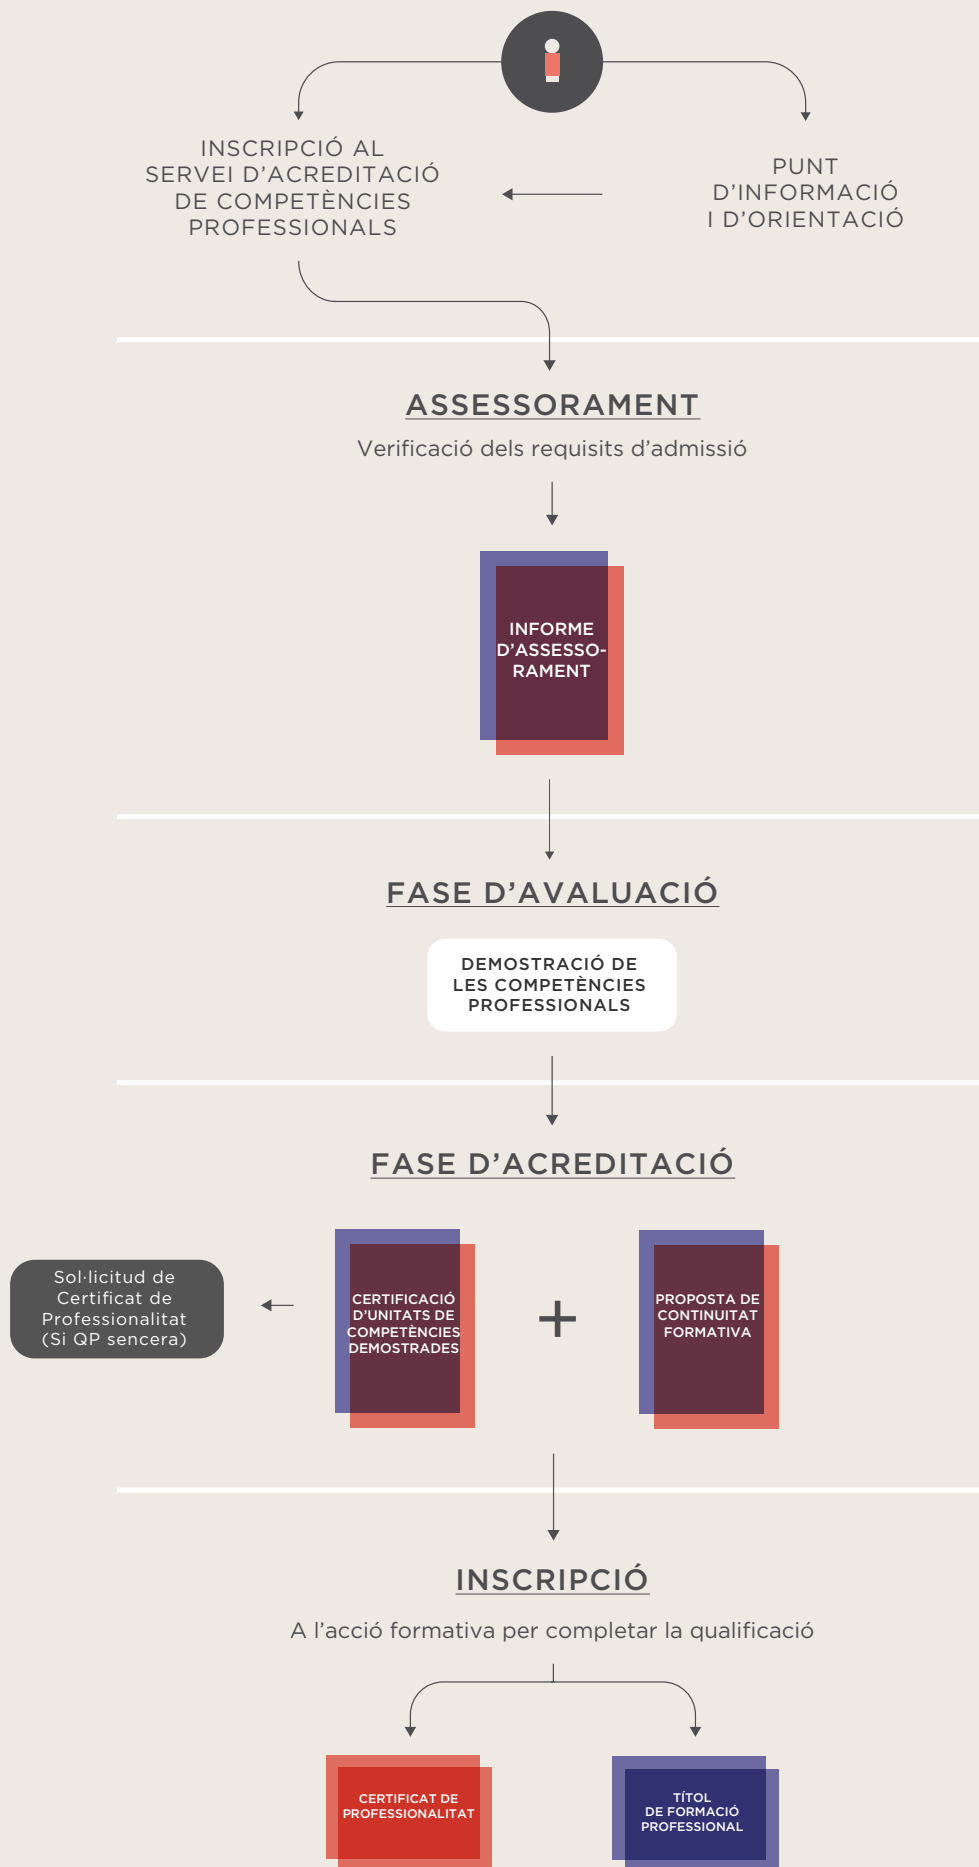 INSCRIPCIÓ AL
SERVEI D’ACREDITACIÓ
DE COMPETÈNCIES
PROFESSIONALS
PUNT
D’INFORMACIÓ
I D’ORIENTACIÓ
ASSESSORAMENT
Verificació dels requisits d’admissió
INFORME
D’ASSESSO-
RAMENT
FASE D’AVALUACIÓ
DEMOSTRACIÓ DE
LES COMPETÈNCIES
PROFESSIONALS
FASE D’ACREDITACIÓ
Sol·licitud de
Certificat de
Professionalitat
(Si QP sencera)
CERTIFICACIÓ
D’UNITATS DE
COMPETÈNCIES
DEMOSTRADES
+
PROPOSTA DE
CONTINUITAT
FORMATIVA
INSCRIPCIÓ
A l’acció formativa per completar la qualificació
CERTIFICAT DE
PROFESSIONALITAT
TÍTOL
DE FORMACIÓ
PROFESSIONAL